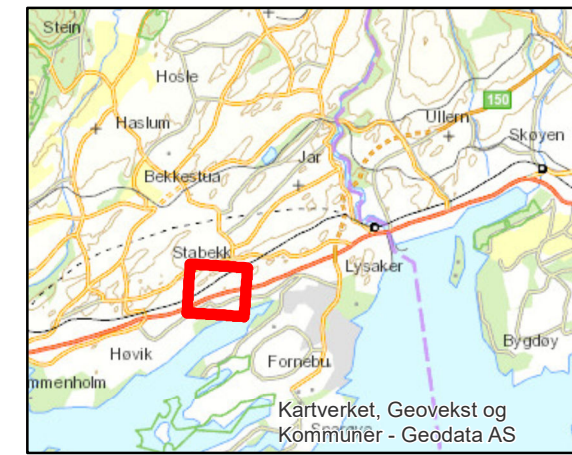 Stein
Hosle
150
Ullern
Haslum
Skøyen
Jar
Bekkestua
Stabekk
Lysaker
Bygdøy
Høvik
Fornebu
mmenholm
Kartverket, Geovekst og
Kommuner - Geodata AS